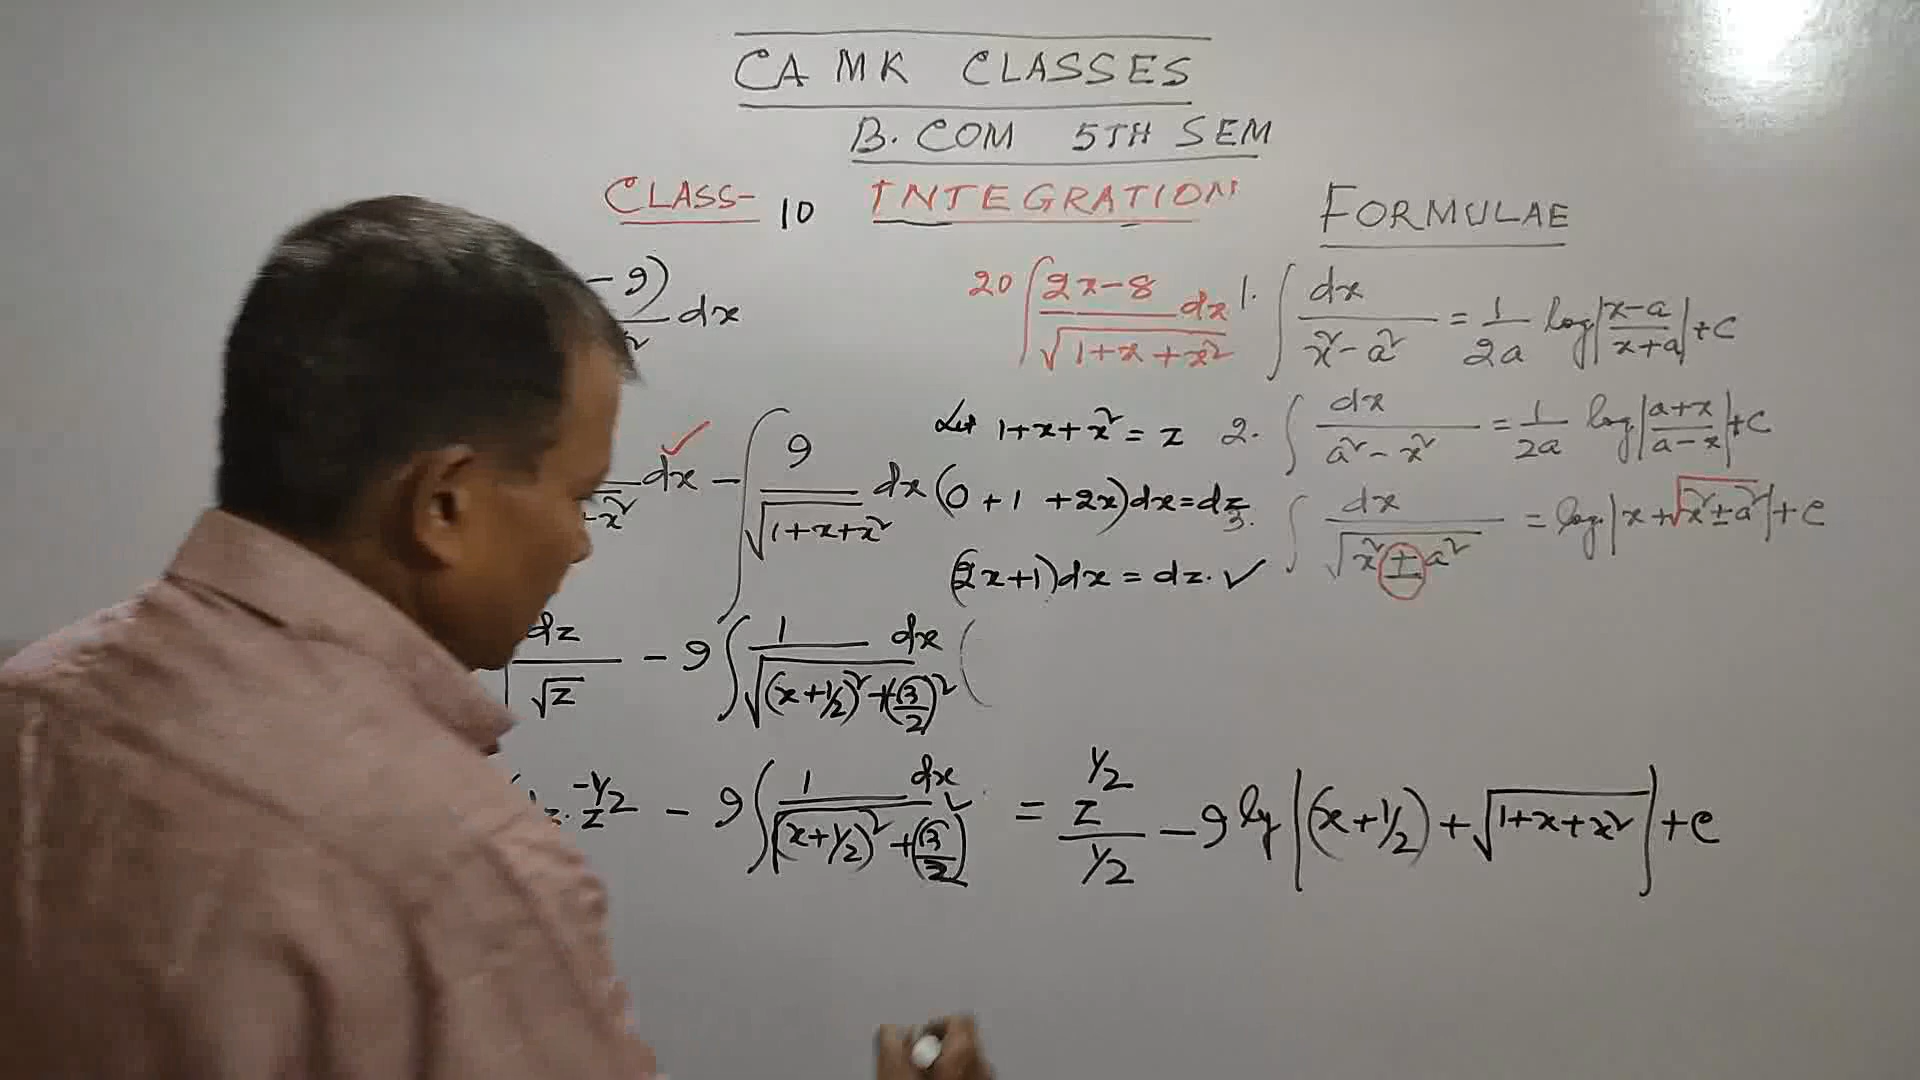 CA MK CLASSES
B. COM 5TH SEM
CLASS- 10 INTEGRATION
FORMULAE
- 9) dx
20 ∫ 2x-8 / √1+x+x² dx
1. ∫ dx / x²-a² = 1/2a log|x-a / x+a|+c
dx - ∫ 9 / √1+x+x² dx
Let 1+x+x² = z
2. ∫ dx / a²-x² = 1/2a log|a+x / a-x|+c
(0+1+2x)dx=dz
3. ∫ dx / √x²±a² = log|x+√x²±a²|+c
(2x+1)dx = dz. ✓
dz / √z - 9 ∫ 1 / √(x+1/2)²+(√3/2)² dx (
z^-1/2 - 9 ∫ 1 / √(x+1/2)²+(√3/2)² dx = z^1/2 / 1/2 - 9 log |(x+1/2)+√1+x+x²|+c